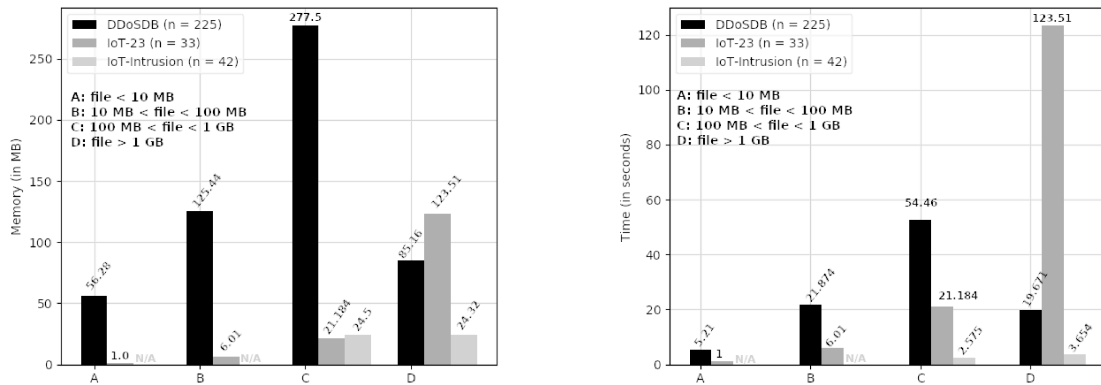 277.5
DDoSDB (n = 225)
IoT-23 (n = 33)
IoT-Intrusion (n = 42)
A: file < 10 MB
B: 10 MB < file < 100 MB
C: 100 MB < file < 1 GB
D: file > 1 GB
Memory (in MB)
250
200
150
100
50
0
56.28
1.0
N/A
125.44
6.01
N/A
21.184
24.5
85.16
123.51
24.32
A
B
C
D
123.51
DDoSDB (n = 225)
IoT-23 (n = 33)
IoT-Intrusion (n = 42)
A: file < 10 MB
B: 10 MB < file < 100 MB
C: 100 MB < file < 1 GB
D: file > 1 GB
Time (in seconds)
120
100
80
60
40
20
0
5.21
1
N/A
21.874
6.01
N/A
54.46
21.184
2.575
19.671
3.654
A
B
C
D